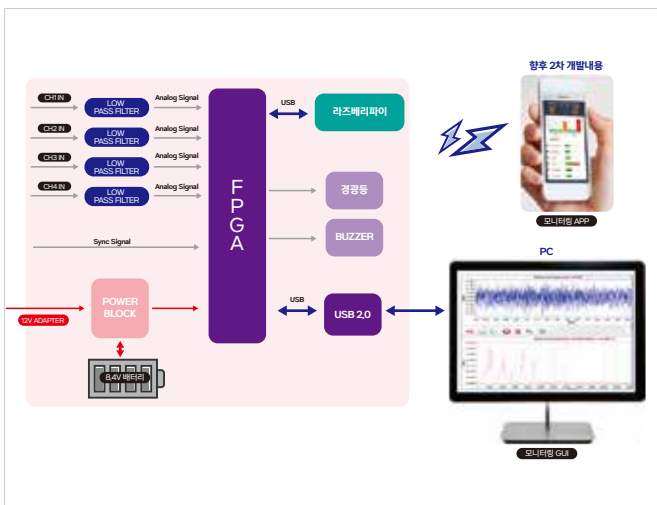 향후 2차 개발내용
CH1 IN
LOW
PASS FILTER
Analog Signal
CH2 IN
LOW
PASS FILTER
Analog Signal
CH3 IN
LOW
PASS FILTER
Analog Signal
CH4 IN
LOW
PASS FILTER
Analog Signal
Sync Signal
FPGA
USB
라즈베리파이
경광등
BUZZER
USB
USB 2,0
12V ADAPTER
POWER
BLOCK
8,4V 배터리
모니터링 APP
PC
모니터링 GUI